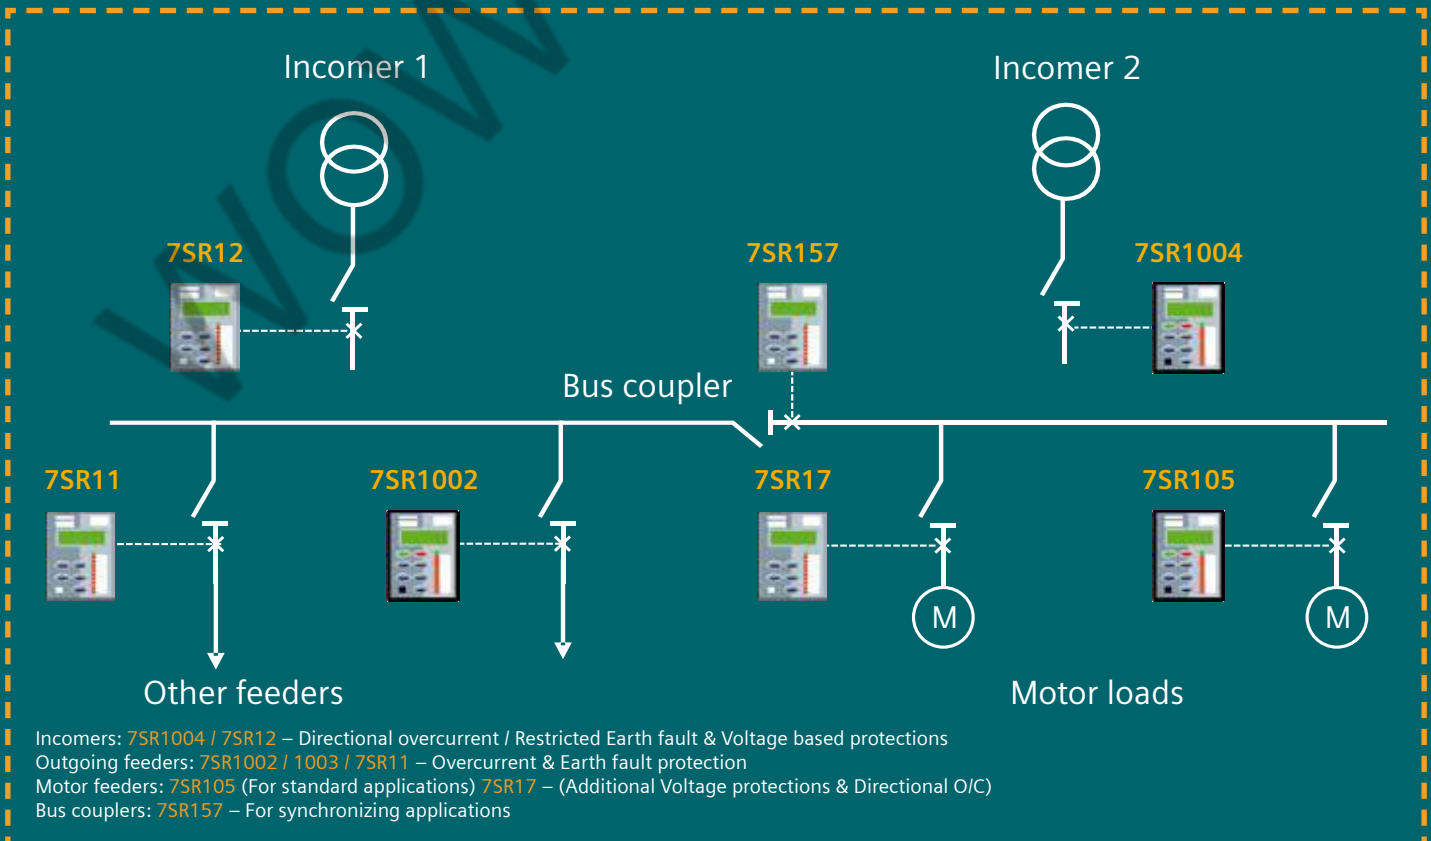 Incomer 1
Incomer 2
7SR12
7SR157
7SR1004
Bus coupler
7SR11
7SR1002
7SR17
7SR105
M
M
Other feeders
Motor loads
Incomers: 7SR1004 / 7SR12 – Directional overcurrent / Restricted Earth fault & Voltage based protections
Outgoing feeders: 7SR1002 / 1003 / 7SR11 – Overcurrent & Earth fault protection
Motor feeders: 7SR105 (For standard applications) 7SR17 – (Additional Voltage protections & Directional O/C)
Bus couplers: 7SR157 – For synchronizing applications
WOW